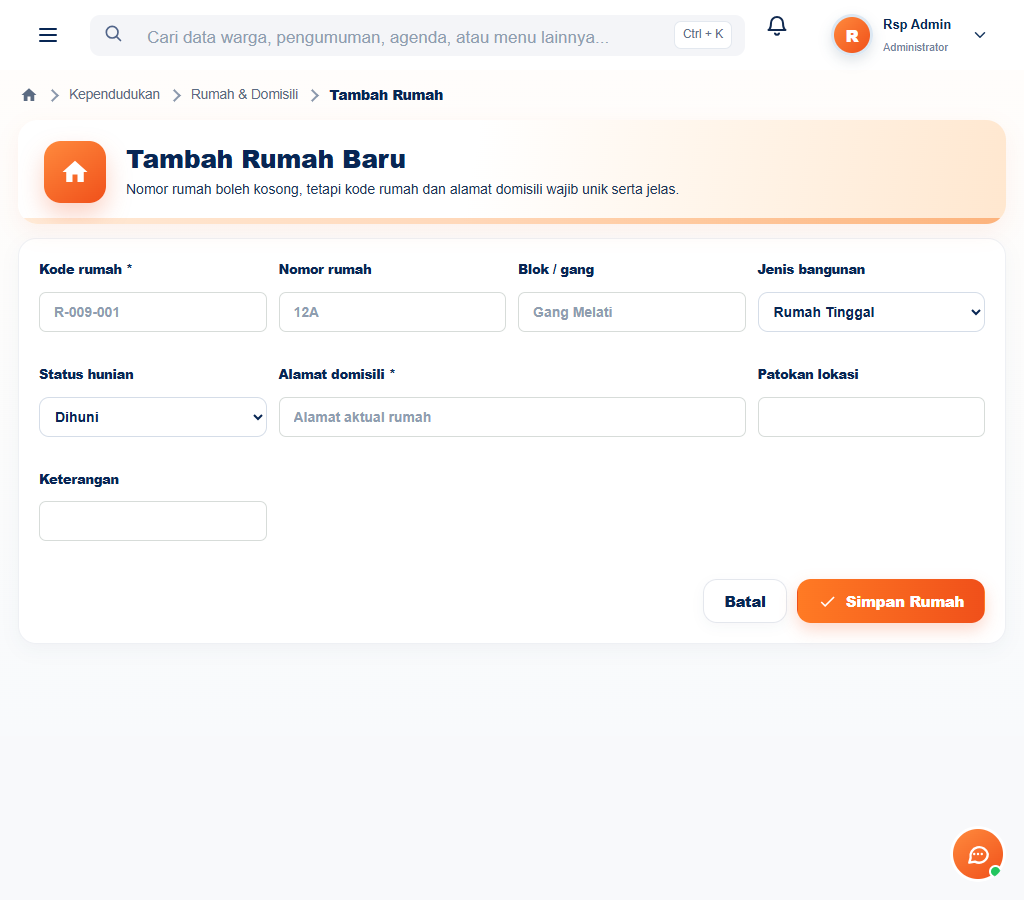 Cari data warga, pengumuman, agenda, atau menu lainnya...
Ctrl + K
R
Rsp Admin
Administrator
Kependudukan
Rumah & Domisili
Tambah Rumah
Tambah Rumah Baru
Nomor rumah boleh kosong, tetapi kode rumah dan alamat domisili wajib unik serta jelas.
Kode rumah *
Nomor rumah
Blok / gang
Jenis bangunan
R-009-001
12A
Gang Melati
Rumah Tinggal
Status hunian
Alamat domisili *
Patokan lokasi
Dihuni
Alamat aktual rumah
Keterangan
Batal
Simpan Rumah